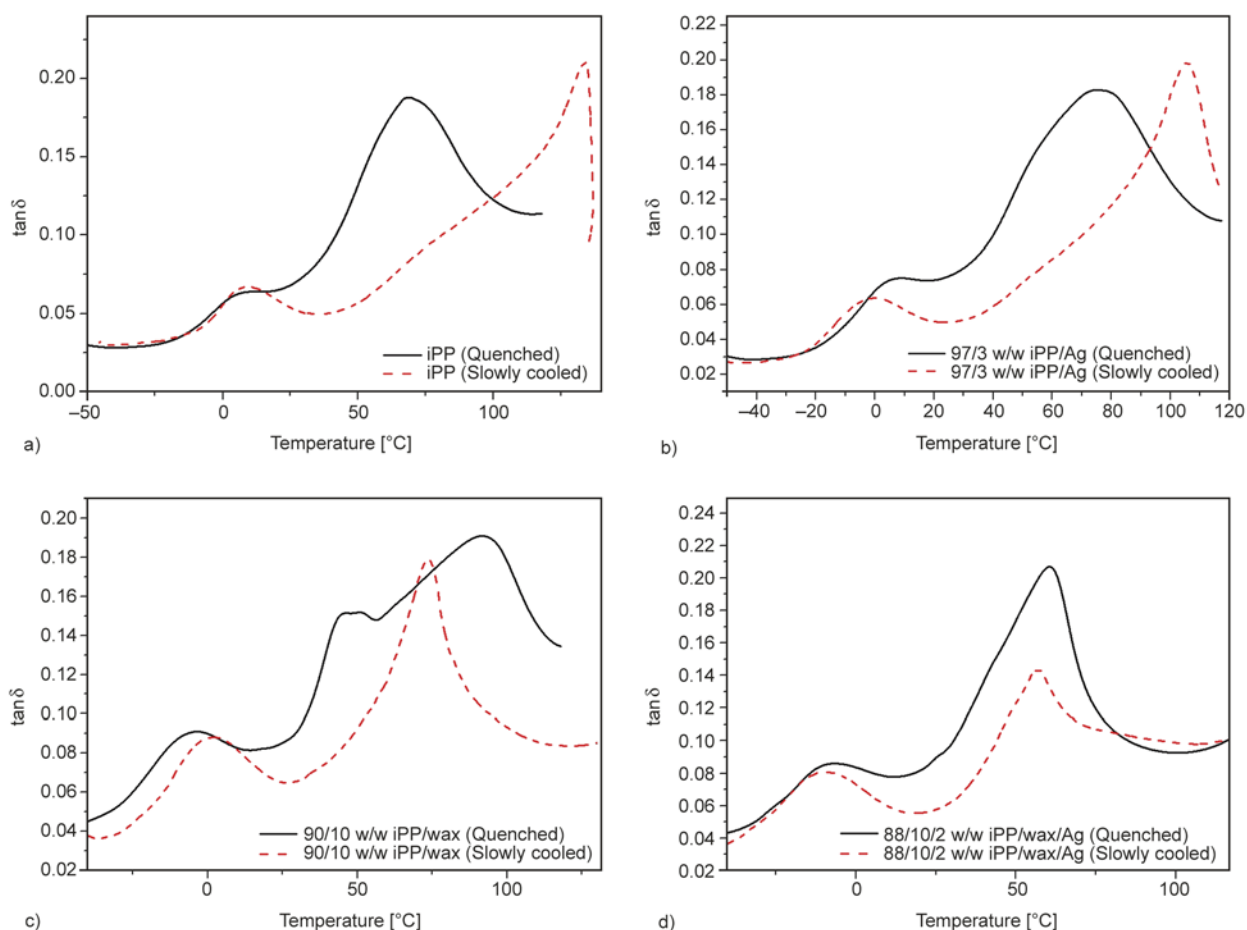 0.20
0.15
0.10
0.05
0.00
tanδ
iPP (Quenched)
iPP (Slowly cooled)
–50
0
50
100
Temperature [°C]
a)
0.22
0.20
0.18
0.16
0.14
0.12
0.10
0.08
0.06
0.04
0.02
tanδ
97/3 w/w iPP/Ag (Quenched)
97/3 w/w iPP/Ag (Slowly cooled)
–40
–20
0
20
40
60
80
100
120
Temperature [°C]
b)
0.20
0.18
0.16
0.14
0.12
0.10
0.08
0.06
0.04
0.02
tanδ
90/10 w/w iPP/wax (Quenched)
90/10 w/w iPP/wax (Slowly cooled)
0
50
100
Temperature [°C]
c)
0.24
0.22
0.20
0.18
0.16
0.14
0.12
0.10
0.08
0.06
0.04
0.02
tanδ
88/10/2 w/w iPP/wax/Ag (Quenched)
88/10/2 w/w iPP/wax/Ag (Slowly cooled)
0
50
100
Temperature [°C]
d)